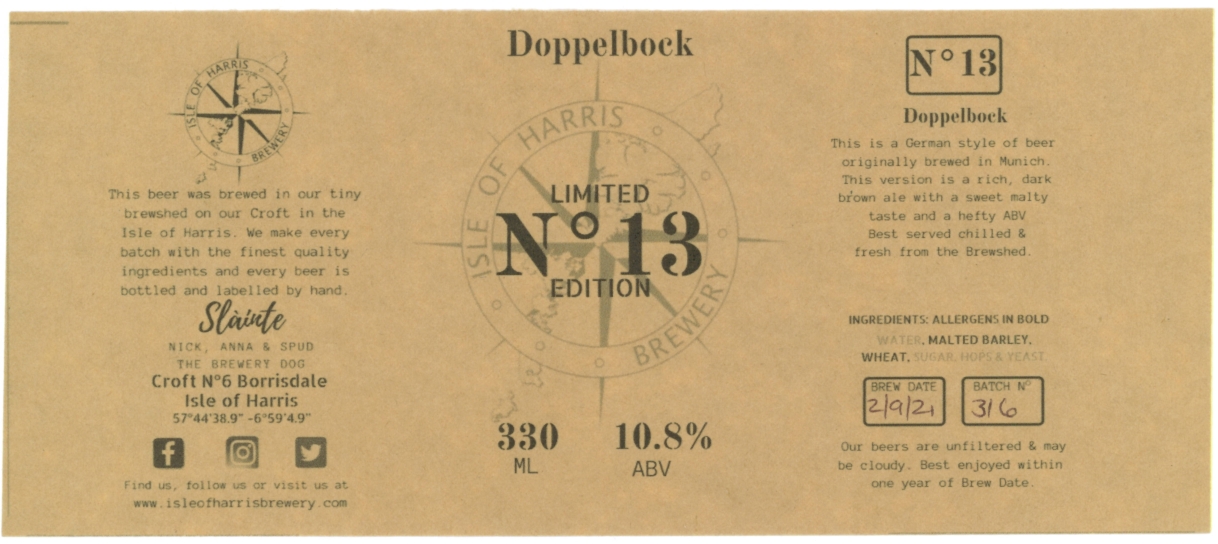 ISLE OF HARRIS
BREWERY
This beer was brewed in our tiny
brewshed on our Croft in the
Isle of Harris. We make every
batch with the finest quality
ingredients and every beer is
bottled and labelled by hand.
Slàinte
NICK, ANNA & SPUD
THE BREWERY DOG
Croft N°6 Borrisdale
Isle of Harris
57°44'38.9" -6°59'4.9"
Find us, follow us or visit us at
www.isleofharrisbrewery.com
Doppelbock
ISLE OF HARRIS
BREWERY
LIMITED
N° 13
EDITION
330
ML
10.8%
ABV
N° 13
Doppelbock
This is a German style of beer
originally brewed in Munich.
This version is a rich, dark
brown ale with a sweet malty
taste and a hefty ABV
Best served chilled &
fresh from the Brewshed.
INGREDIENTS: ALLERGENS IN BOLD
WATER, MALTED BARLEY,
WHEAT, SUGAR, HOPS & YEAST
BREW DATE
2/9/21
BATCH N°
316
Our beers are unfiltered & may
be cloudy. Best enjoyed within
one year of Brew Date.